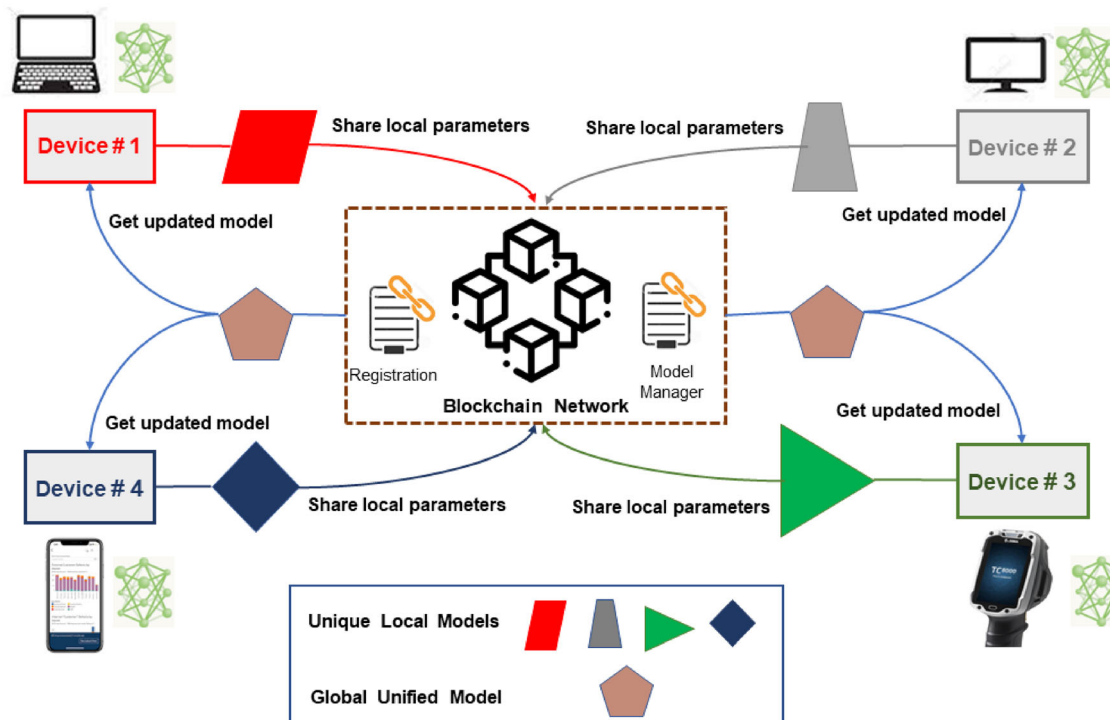 Device # 1
Share local parameters
Share local parameters
Device # 2
Get updated model
Get updated model
Registration
Model
Manager
Blockchain Network
Get updated model
Get updated model
Device # 4
Share local parameters
Share local parameters
Device # 3
TC8000
Unique Local Models
Global Unified Model